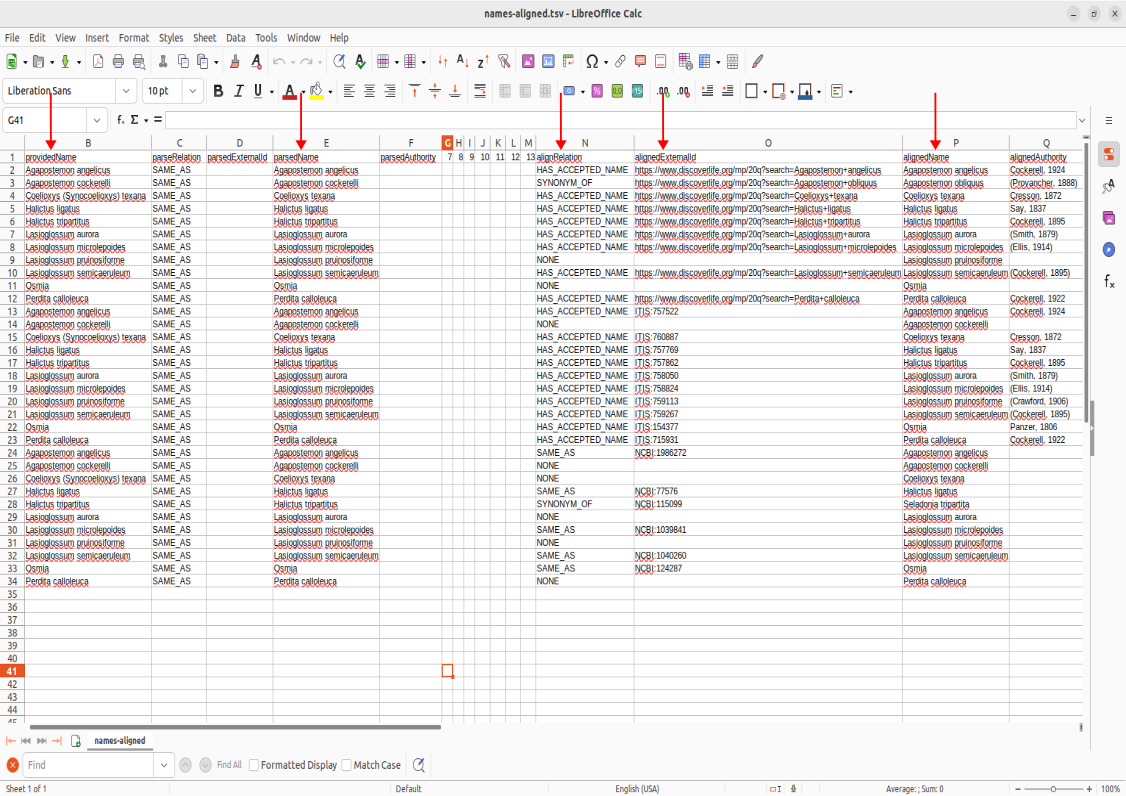 names-aligned.tsv - LibreOffice Calc
File Edit View Insert Format Styles Sheet Data Tools Window Help
Liberation Sans 10 pt
G41
B C D E F G H I J K L M N O P Q
1 providedName parseRelation parsedExternalId parsedName parsedAuthority 7 8 9 10 11 12 13 alignRelation alignedExternalId alignedName alignedAuthority
2 Agapostemon angelicus SAME_AS Agapostemon angelicus HAS_ACCEPTED_NAME https://www.discoverlife.org/mp/20q?search=Agapostemon+angelicus Agapostemon angelicus Cockerell, 1924
3 Agapostemon cockerelli SAME_AS Agapostemon cockerelli SYNONYM_OF https://www.discoverlife.org/mp/20q?search=Agapostemon+obliquus Agapostemon obliquus (Provancher, 1888)
4 Coelioxys (Synocoelioxys) texana SAME_AS Coelioxys texana HAS_ACCEPTED_NAME https://www.discoverlife.org/mp/20q?search=Coelioxys+texana Coelioxys texana Cresson, 1872
5 Halictus ligatus SAME_AS Halictus ligatus HAS_ACCEPTED_NAME https://www.discoverlife.org/mp/20q?search=Halictus+ligatus Halictus ligatus Say, 1837
6 Halictus tripartitus SAME_AS Halictus tripartitus HAS_ACCEPTED_NAME https://www.discoverlife.org/mp/20q?search=Halictus+tripartitus Halictus tripartitus Cockerell, 1895
7 Lasioglossum aurora SAME_AS Lasioglossum aurora HAS_ACCEPTED_NAME https://www.discoverlife.org/mp/20q?search=Lasioglossum+aurora Lasioglossum aurora (Smith, 1879)
8 Lasioglossum microlepoides SAME_AS Lasioglossum microlepoides HAS_ACCEPTED_NAME https://www.discoverlife.org/mp/20q?search=Lasioglossum+microlepoides Lasioglossum microlepoides (Ellis, 1914)
9 Lasioglossum pruinosiforme SAME_AS Lasioglossum pruinosiforme NONE Lasioglossum pruinosiforme
10 Lasioglossum semicaeruleum SAME_AS Lasioglossum semicaeruleum HAS_ACCEPTED_NAME https://www.discoverlife.org/mp/20q?search=Lasioglossum+semicaeruleum Lasioglossum semicaeruleum (Cockerell, 1895)
11 Osmia SAME_AS Osmia NONE Osmia
12 Perdita calloleuca SAME_AS Perdita calloleuca HAS_ACCEPTED_NAME https://www.discoverlife.org/mp/20q?search=Perdita+calloleuca Perdita calloleuca Cockerell, 1922
13 Agapostemon angelicus SAME_AS Agapostemon angelicus HAS_ACCEPTED_NAME ITIS:757522 Agapostemon angelicus Cockerell, 1924
14 Agapostemon cockerelli SAME_AS Agapostemon cockerelli NONE Agapostemon cockerelli
15 Coelioxys (Synocoelioxys) texana SAME_AS Coelioxys texana HAS_ACCEPTED_NAME ITIS:760887 Coelioxys texana Cresson, 1872
16 Halictus ligatus SAME_AS Halictus ligatus HAS_ACCEPTED_NAME ITIS:757769 Halictus ligatus Say, 1837
17 Halictus tripartitus SAME_AS Halictus tripartitus HAS_ACCEPTED_NAME ITIS:757862 Halictus tripartitus Cockerell, 1895
18 Lasioglossum aurora SAME_AS Lasioglossum aurora HAS_ACCEPTED_NAME ITIS:758050 Lasioglossum aurora (Smith, 1879)
19 Lasioglossum microlepoides SAME_AS Lasioglossum microlepoides HAS_ACCEPTED_NAME ITIS:758824 Lasioglossum microlepoides (Ellis, 1914)
20 Lasioglossum pruinosiforme SAME_AS Lasioglossum pruinosiforme HAS_ACCEPTED_NAME ITIS:759113 Lasioglossum pruinosiforme (Crawford, 1906)
21 Lasioglossum semicaeruleum SAME_AS Lasioglossum semicaeruleum HAS_ACCEPTED_NAME ITIS:759267 Lasioglossum semicaeruleum (Cockerell, 1895)
22 Osmia SAME_AS Osmia HAS_ACCEPTED_NAME ITIS:154377 Osmia Panzer, 1806
23 Perdita calloleuca SAME_AS Perdita calloleuca HAS_ACCEPTED_NAME ITIS:715931 Perdita calloleuca Cockerell, 1922
24 Agapostemon angelicus SAME_AS Agapostemon angelicus SAME_AS NCBI:1986272 Agapostemon angelicus
25 Agapostemon cockerelli SAME_AS Agapostemon cockerelli NONE Agapostemon cockerelli
26 Coelioxys (Synocoelioxys) texana SAME_AS Coelioxys texana NONE Coelioxys texana
27 Halictus ligatus SAME_AS Halictus ligatus SAME_AS NCBI:77576 Halictus ligatus
28 Halictus tripartitus SAME_AS Halictus tripartitus SYNONYM_OF NCBI:115099 Seladonia tripartita
29 Lasioglossum aurora SAME_AS Lasioglossum aurora NONE Lasioglossum aurora
30 Lasioglossum microlepoides SAME_AS Lasioglossum microlepoides SAME_AS NCBI:1039841 Lasioglossum microlepoides
31 Lasioglossum pruinosiforme SAME_AS Lasioglossum pruinosiforme NONE Lasioglossum pruinosiforme
32 Lasioglossum semicaeruleum SAME_AS Lasioglossum semicaeruleum SAME_AS NCBI:1040260 Lasioglossum semicaeruleum
33 Osmia SAME_AS Osmia SAME_AS NCBI:124287 Osmia
34 Perdita calloleuca SAME_AS Perdita calloleuca NONE Perdita calloleuca
35
36
37
38
39
40
41
42
43
44
45
names-aligned
Find Find All Formatted Display Match Case
Sheet 1 of 1 Default English (USA) Average: ; Sum: 0 100%